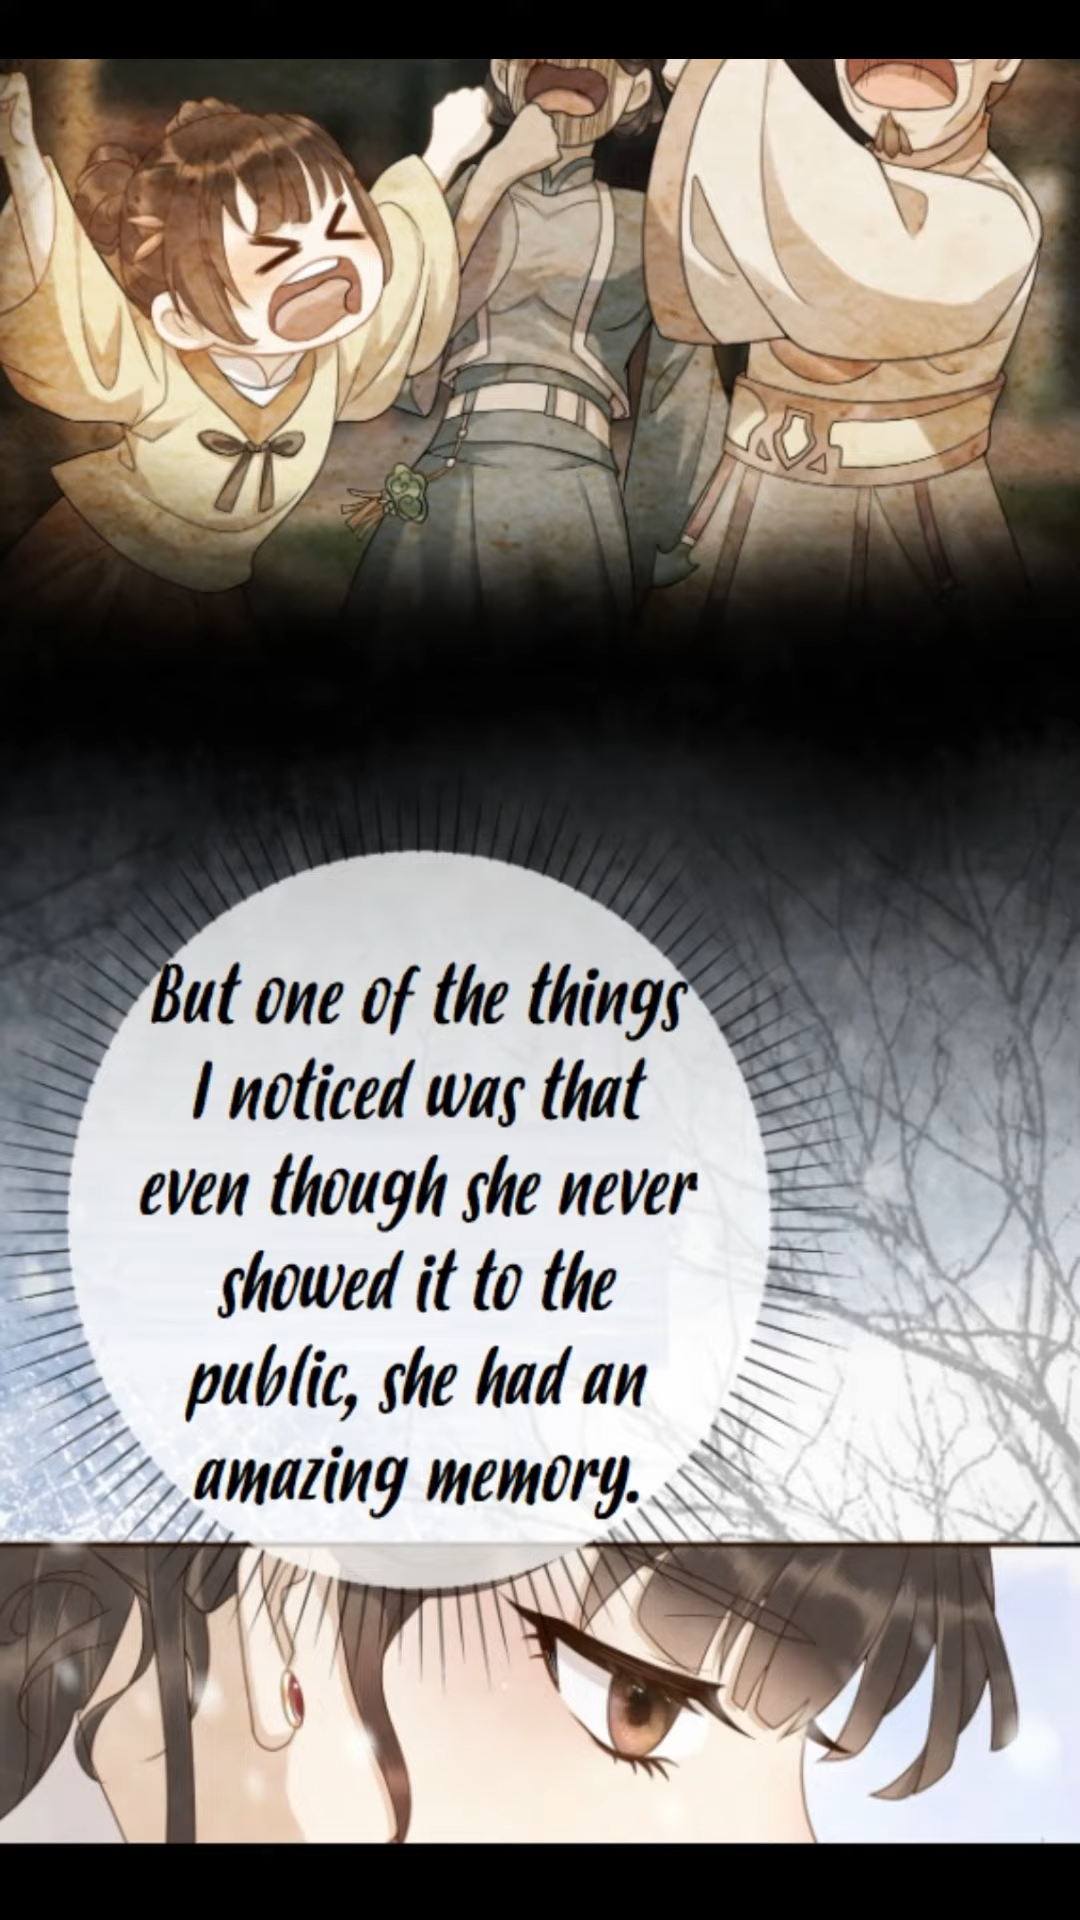 But one of the things
I noticed was that
even though she never
showed it to the
public, she had an
amazing memory.